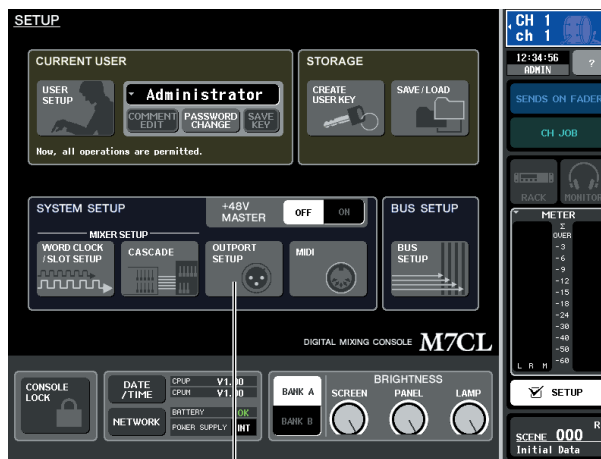 SETUP
CURRENT USER
USER
SETUP
Administrator
COMMENT
EDIT
PASSWORD
CHANGE
SAVE
KEY
Now, all operations are permitted.
STORAGE
CREATE
USER KEY
SAVE/LOAD
SYSTEM SETUP
+48V
MASTER
OFF
ON
MIXER SETUP
WORD CLOCK
/SLOT SETUP
CASCADE
OUTPORT
SETUP
MIDI
BUS SETUP
BUS
SETUP
DIGITAL MIXING CONSOLE M7CL
CONSOLE
LOCK
DATE
/TIME
CPUP V1.00
CPUM V1.00
NETWORK
BATTERY OK
POWER SUPPLY INT
BANK A
BANK B
BRIGHTNESS
SCREEN
PANEL
LAMP
CH 1
ch 1
12:34:56
ADMIN
?
SENDS ON FADER
CH JOB
RACK
MONITOR
METER
Σ
OVER
-3
-6
-9
-12
-15
-18
-24
-30
-40
-50
-60
L R M
SETUP
R
SCENE 000
Initial Data